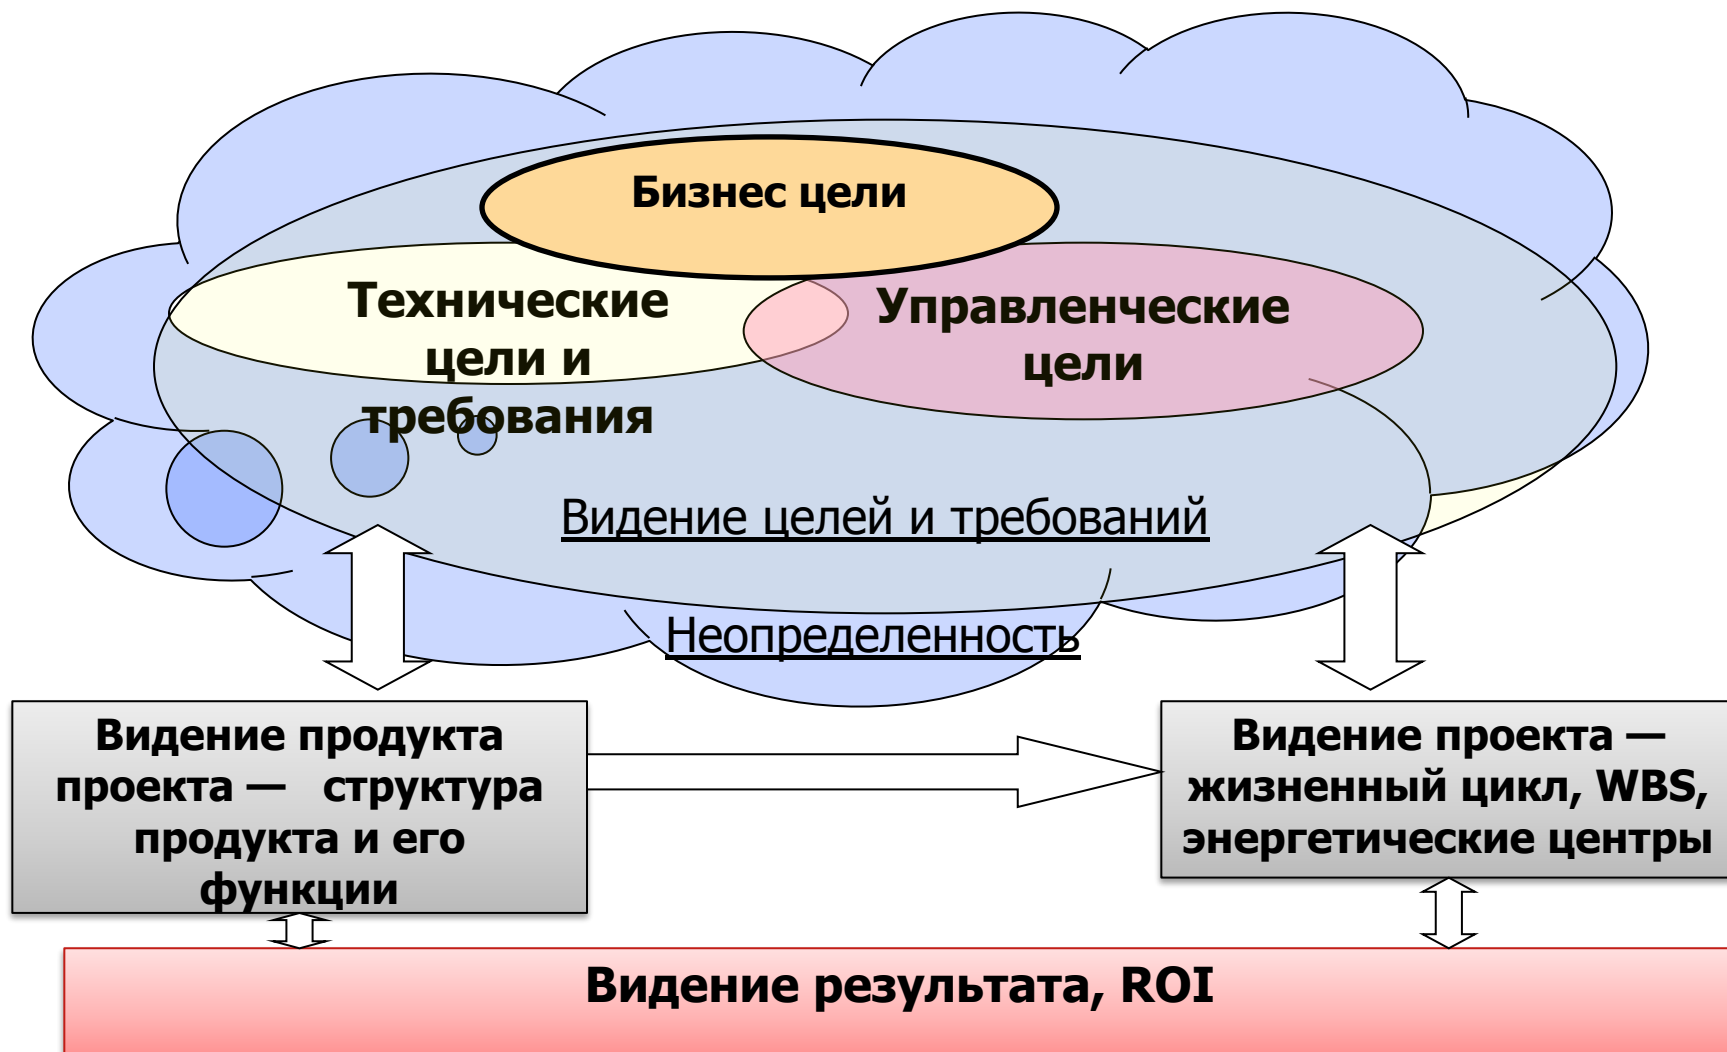 Бизнес цели
Технические
цели и
требования
Управленческие
цели
Видение целей и требований
Неопределенность
Видение продукта
проекта — структура
продукта и его
функции
Видение проекта —
жизненный цикл, WBS,
энергетические центры
Видение результата, ROI